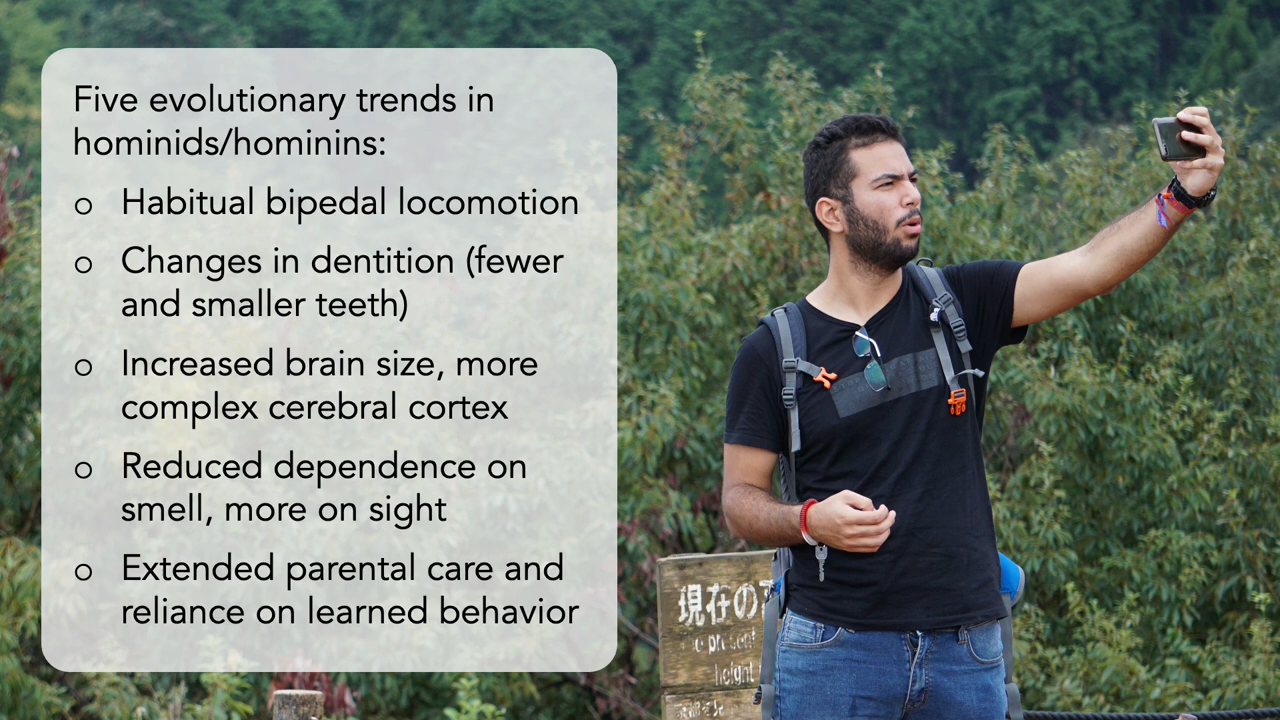 Five evolutionary trends in
hominids/hominins:
o Habitual bipedal locomotion
o Changes in dentition (fewer
and smaller teeth)
o Increased brain size, more
complex cerebral cortex
o Reduced dependence on
smell, more on sight
o Extended parental care and
reliance on learned behavior
現在の
present
height